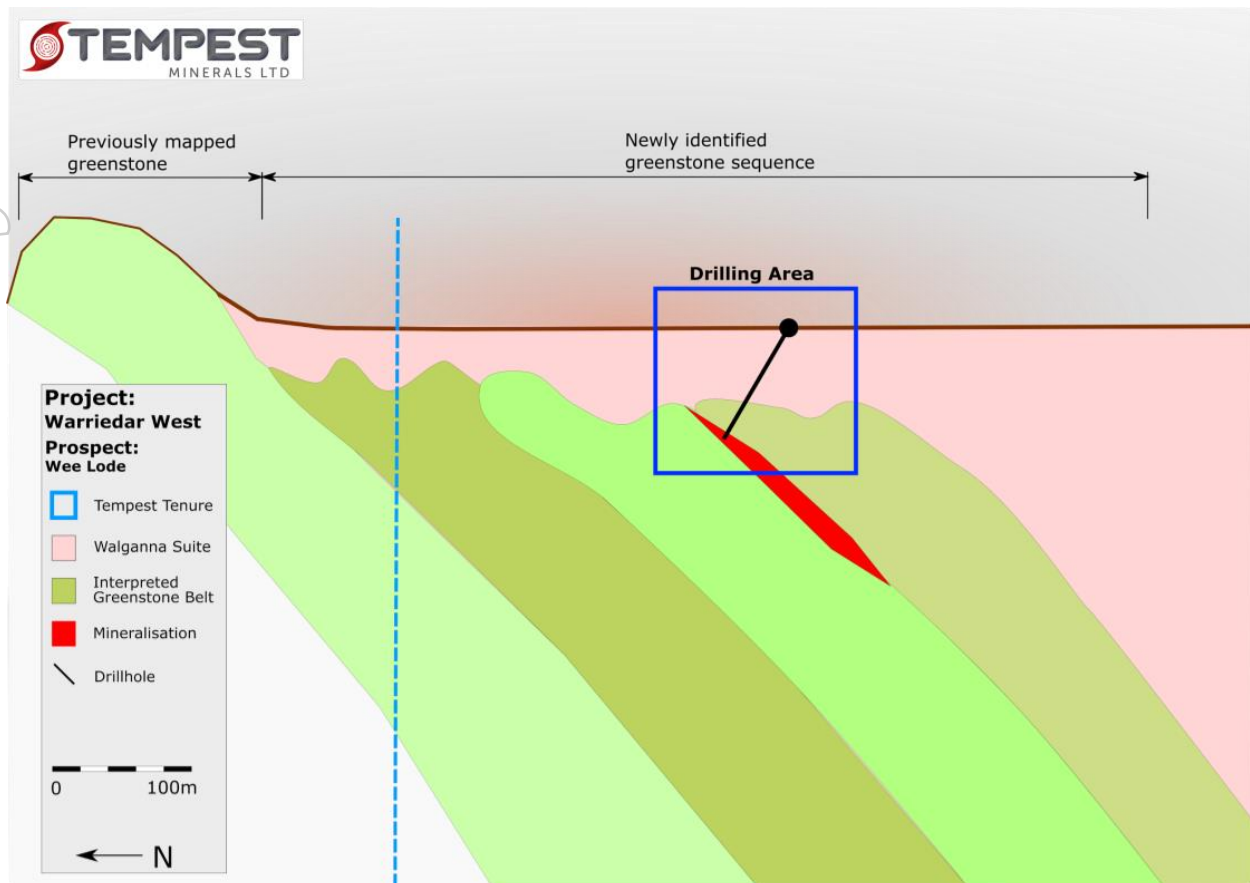 TEMPEST
MINERALS LTD
Previously mapped
greenstone
Newly identified
greenstone sequence
Drilling Area
Project:
Warriedar West
Prospect:
Wee Lode
Tempest Tenure
Walganna Suite
Interpreted
Greenstone Belt
Mineralisation
Drillhole
0 100m
N